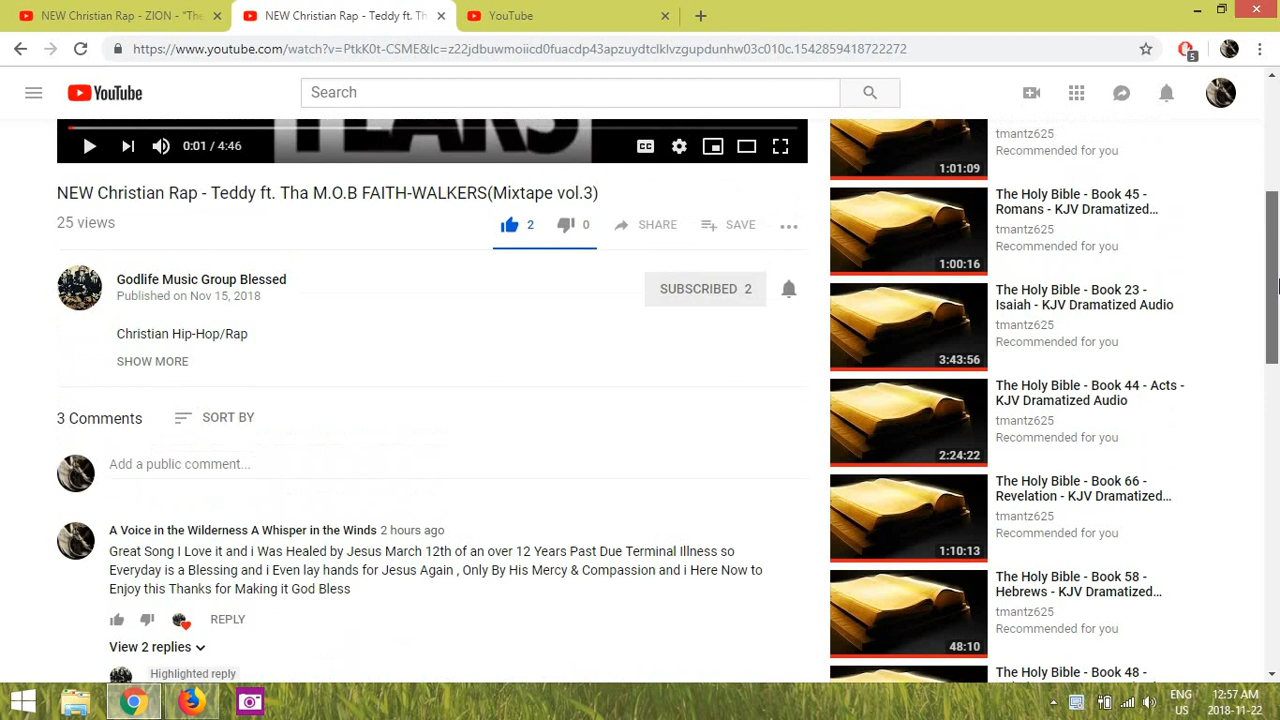 NEW Christian Rap - ZION - "The
NEW Christian Rap - Teddy ft. Th
YouTube
https://www.youtube.com/watch?v=PtkK0t-CSME&lc=z22jdbuwmoiicd0fuacdp43apzuydtclklvzgupdunhw03c010c.1542859418722272
5
YouTube
Search
TEARS
0:01 / 4:46
CC
NEW Christian Rap - Teddy ft. Tha M.O.B FAITH-WALKERS(Mixtape vol.3)
25 views
2
0
SHARE
SAVE
Godlife Music Group Blessed
Published on Nov 15, 2018
SUBSCRIBED 2
Christian Hip-Hop/Rap
SHOW MORE
3 Comments
SORT BY
Add a public comment...
A Voice in the Wilderness A Whisper in the Winds 2 hours ago
Great Song I Love it and i Was Healed by Jesus March 12th of an over 12 Years Past Due Terminal Illness so
Everyday is a Blessing and i Even lay hands for Jesus Again , Only By His Mercy & Compassion and i Here Now to
Enjoy this Thanks for Making it God Bless
REPLY
View 2 replies
Highlighted reply
tmantz625
Recommended for you
1:01:09
The Holy Bible - Book 45 -
Romans - KJV Dramatized...
tmantz625
Recommended for you
1:00:16
The Holy Bible - Book 23 -
Isaiah - KJV Dramatized Audio
tmantz625
Recommended for you
3:43:56
The Holy Bible - Book 44 - Acts -
KJV Dramatized Audio
tmantz625
Recommended for you
2:24:22
The Holy Bible - Book 66 -
Revelation - KJV Dramatized...
tmantz625
Recommended for you
1:10:13
The Holy Bible - Book 58 -
Hebrews - KJV Dramatized...
tmantz625
Recommended for you
48:10
The Holy Bible - Book 48 -
ENG
US
12:57 AM
2018-11-22